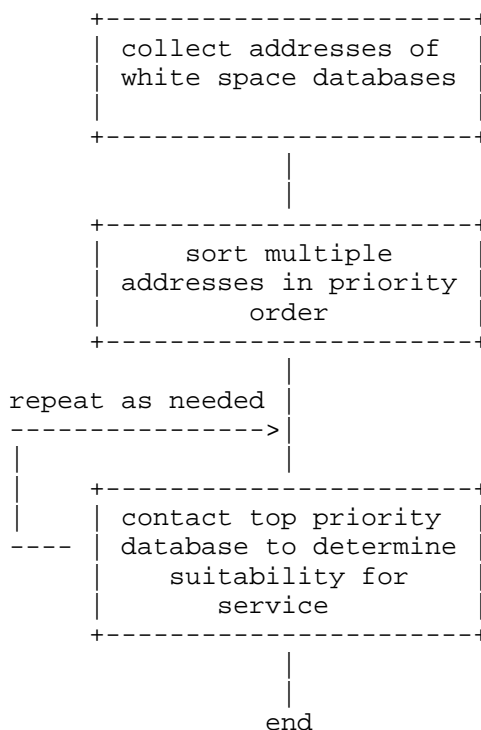 collect addresses of
white space databases
sort multiple
addresses in priority
order
repeat as needed
contact top priority
database to determine
suitability for
service
end